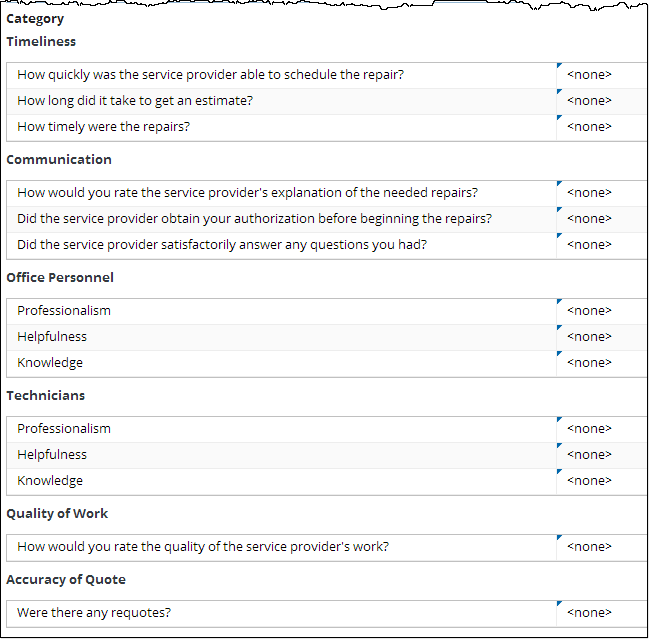 Category
Timeliness
How quickly was the service provider able to schedule the repair? <none>
How long did it take to get an estimate? <none>
How timely were the repairs? <none>
Communication
How would you rate the service provider's explanation of the needed repairs? <none>
Did the service provider obtain your authorization before beginning the repairs? <none>
Did the service provider satisfactorily answer any questions you had? <none>
Office Personnel
Professionalism <none>
Helpfulness <none>
Knowledge <none>
Technicians
Professionalism <none>
Helpfulness <none>
Knowledge <none>
Quality of Work
How would you rate the quality of the service provider's work? <none>
Accuracy of Quote
Were there any requotes? <none>